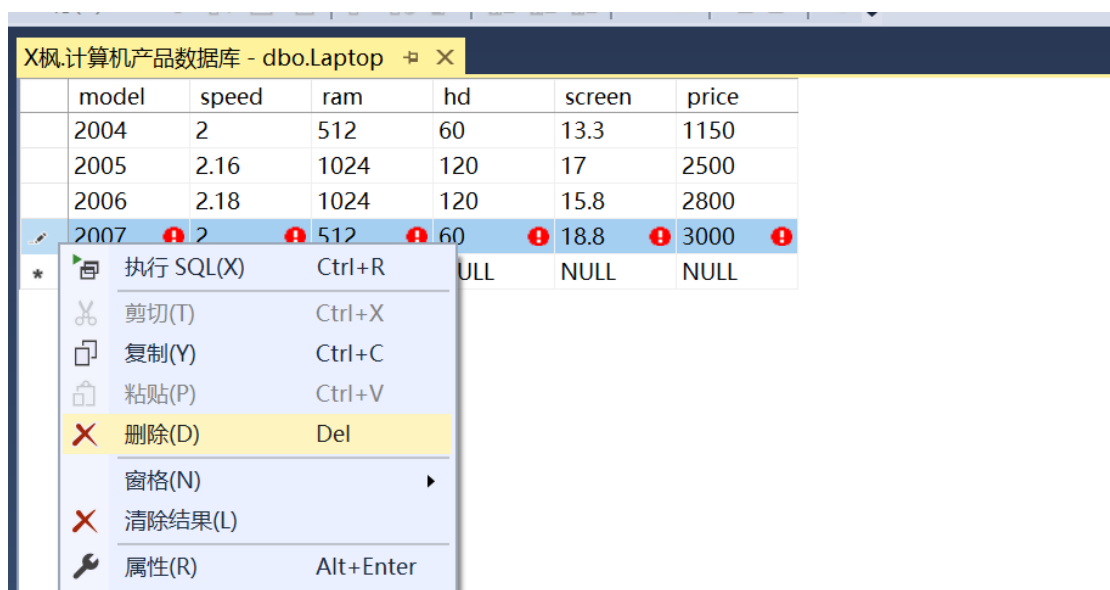 X枫.计算机产品数据库 - dbo.Laptop
model speed ram hd screen price
2004 2 512 60 13.3 1150
2005 2.16 1024 120 17 2500
2006 2.18 1024 120 15.8 2800
2007 2 512 60 18.8 3000
* ULL NULL NULL
执行 SQL(X) Ctrl+R
剪切(T) Ctrl+X
复制(Y) Ctrl+C
粘贴(P) Ctrl+V
删除(D) Del
窗格(N)
清除结果(L)
属性(R) Alt+Enter